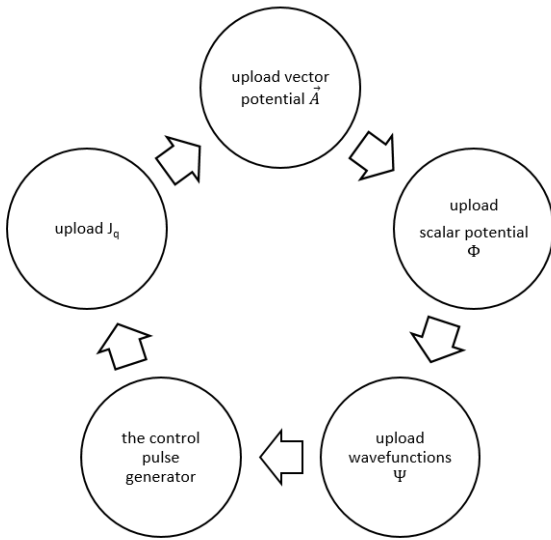 upload vector
potential A⃗
upload
scalar potential
Φ
upload
wavefunctions
Ψ
the control
pulse
generator
upload Jq